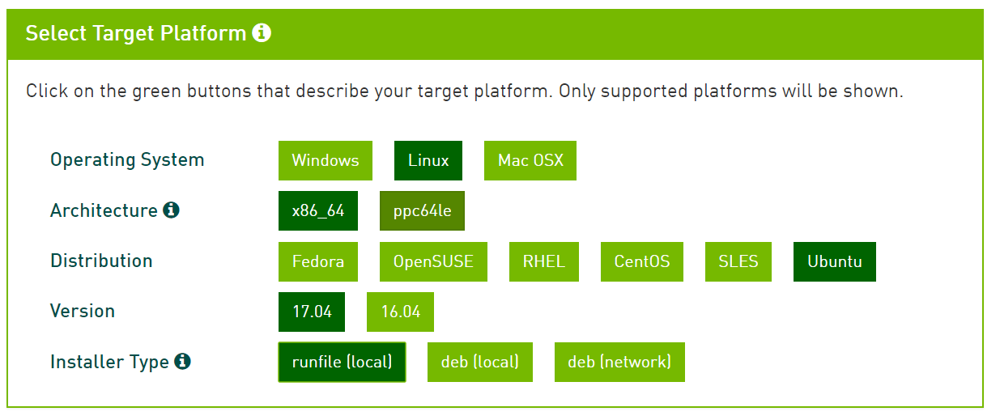 Select Target Platform
Click on the green buttons that describe your target platform. Only supported platforms will be shown.
Operating System Windows Linux Mac OSX
Architecture x86_64 ppc64le
Distribution Fedora OpenSUSE RHEL CentOS SLES Ubuntu
Version 17.04 16.04
Installer Type runfile (local) deb (local) deb (network)